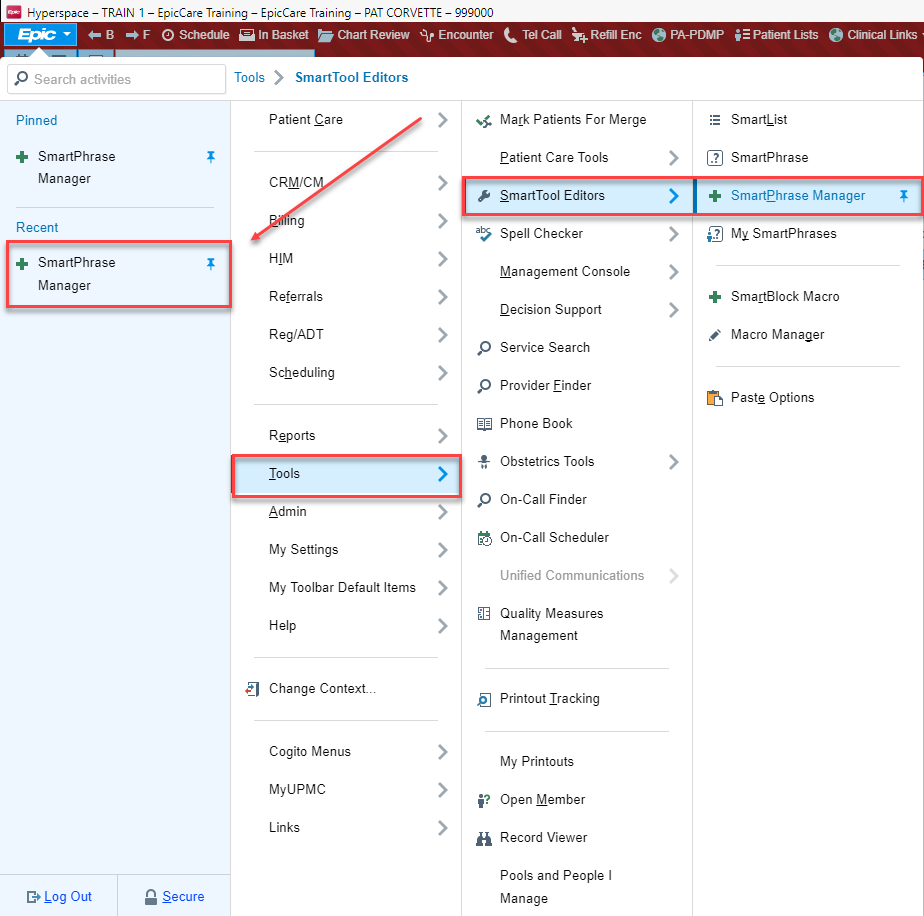 Hyperspace – TRAIN 1 – EpicCare Training – EpicCare Training – PAT CORVETTE – 999000
Epic B F Schedule In Basket Chart Review Encounter Tel Call Refill Enc PA-PDMP Patient Lists Clinical Links
Search activities
Tools SmartTool Editors
Pinned
SmartPhrase
Manager
Recent
SmartPhrase
Manager
Log Out
Secure
Patient Care
CRM/CM
Billing
HIM
Referrals
Reg/ADT
Scheduling
Reports
Tools
Admin
My Settings
My Toolbar Default Items
Help
Change Context...
Cogito Menus
MyUPMC
Links
Mark Patients For Merge
Patient Care Tools
SmartTool Editors
Spell Checker
Management Console
Decision Support
Service Search
Provider Finder
Phone Book
Obstetrics Tools
On-Call Finder
On-Call Scheduler
Unified Communications
Quality Measures
Management
Printout Tracking
My Printouts
Open Member
Record Viewer
Pools and People I
Manage
SmartList
SmartPhrase
SmartPhrase Manager
My SmartPhrases
SmartBlock Macro
Macro Manager
Paste Options